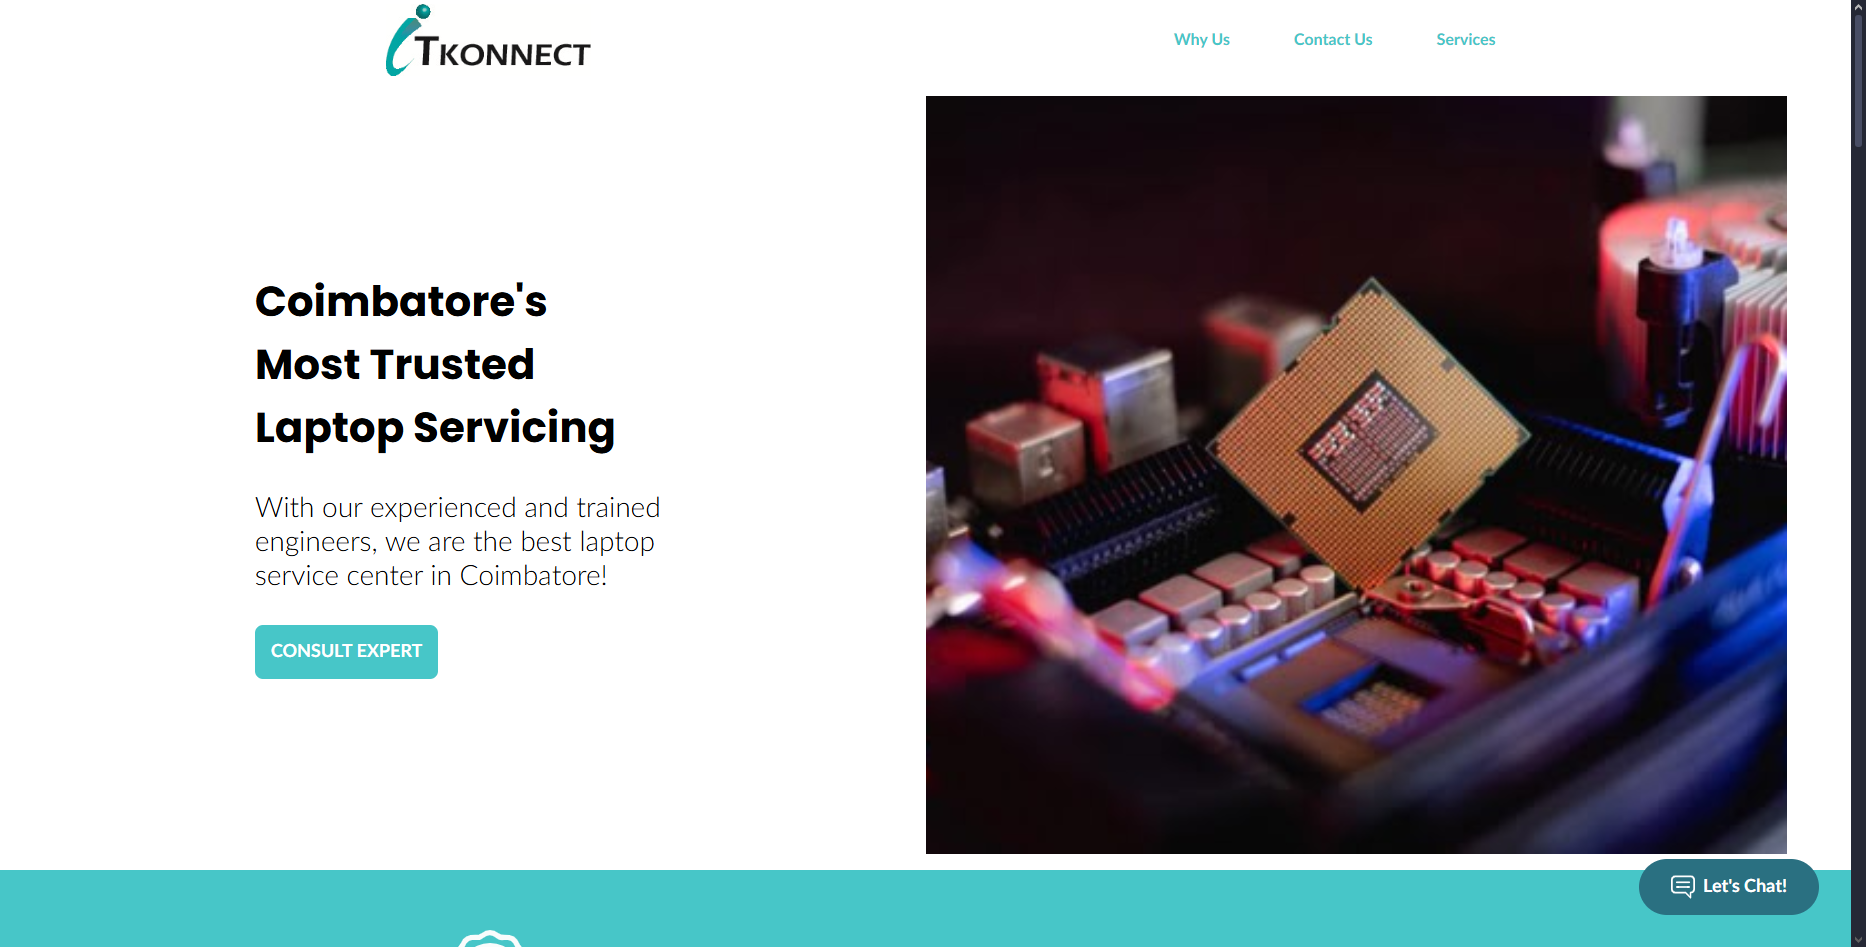 iTKONNECT
Why Us
Contact Us
Services
Coimbatore's
Most Trusted
Laptop Servicing
With our experienced and trained
engineers, we are the best laptop
service center in Coimbatore!
CONSULT EXPERT
Let's Chat!